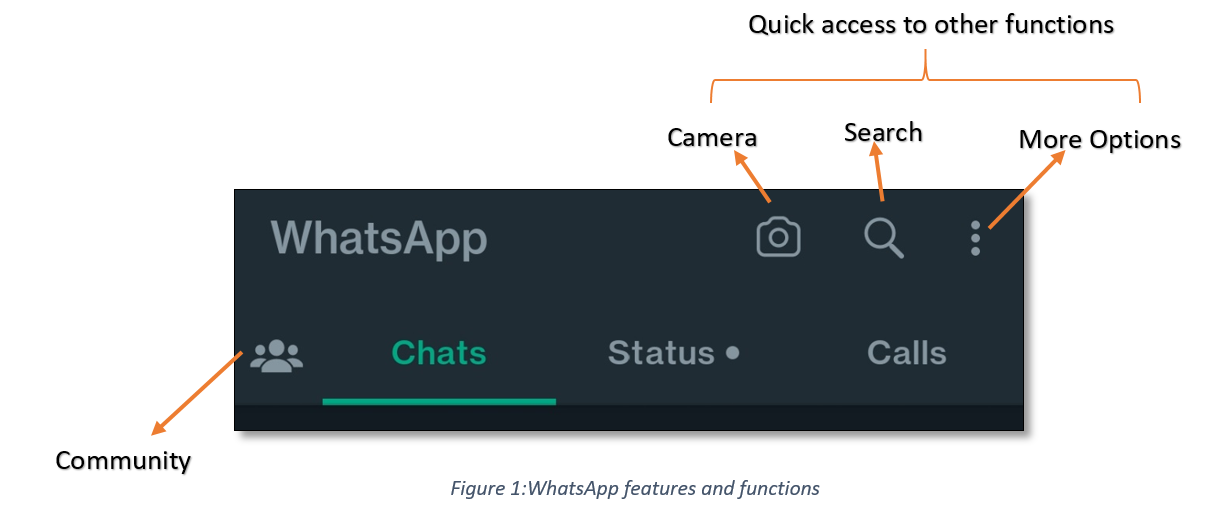 Quick access to other functions
Camera
Search
More Options
WhatsApp
Chats
Status
Calls
Community
Figure 1:WhatsApp features and functions